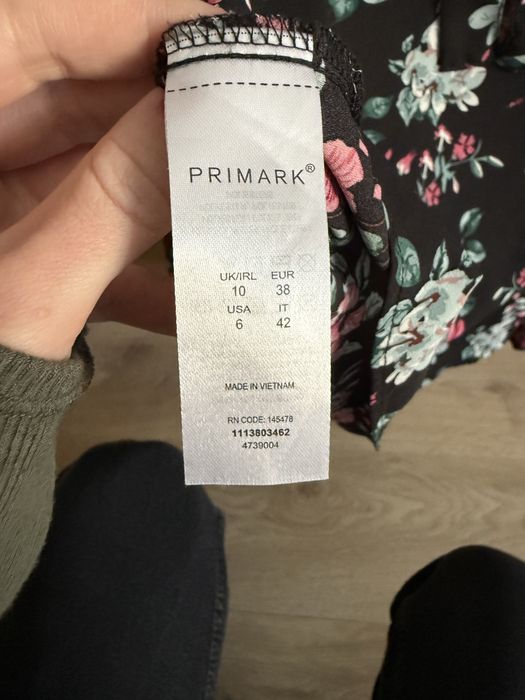 PRIMARK®
UK/IRL EUR
10 38
USA IT
6 42
MADE IN VIETNAM
RN CODE: 145478
1113803462
4739004